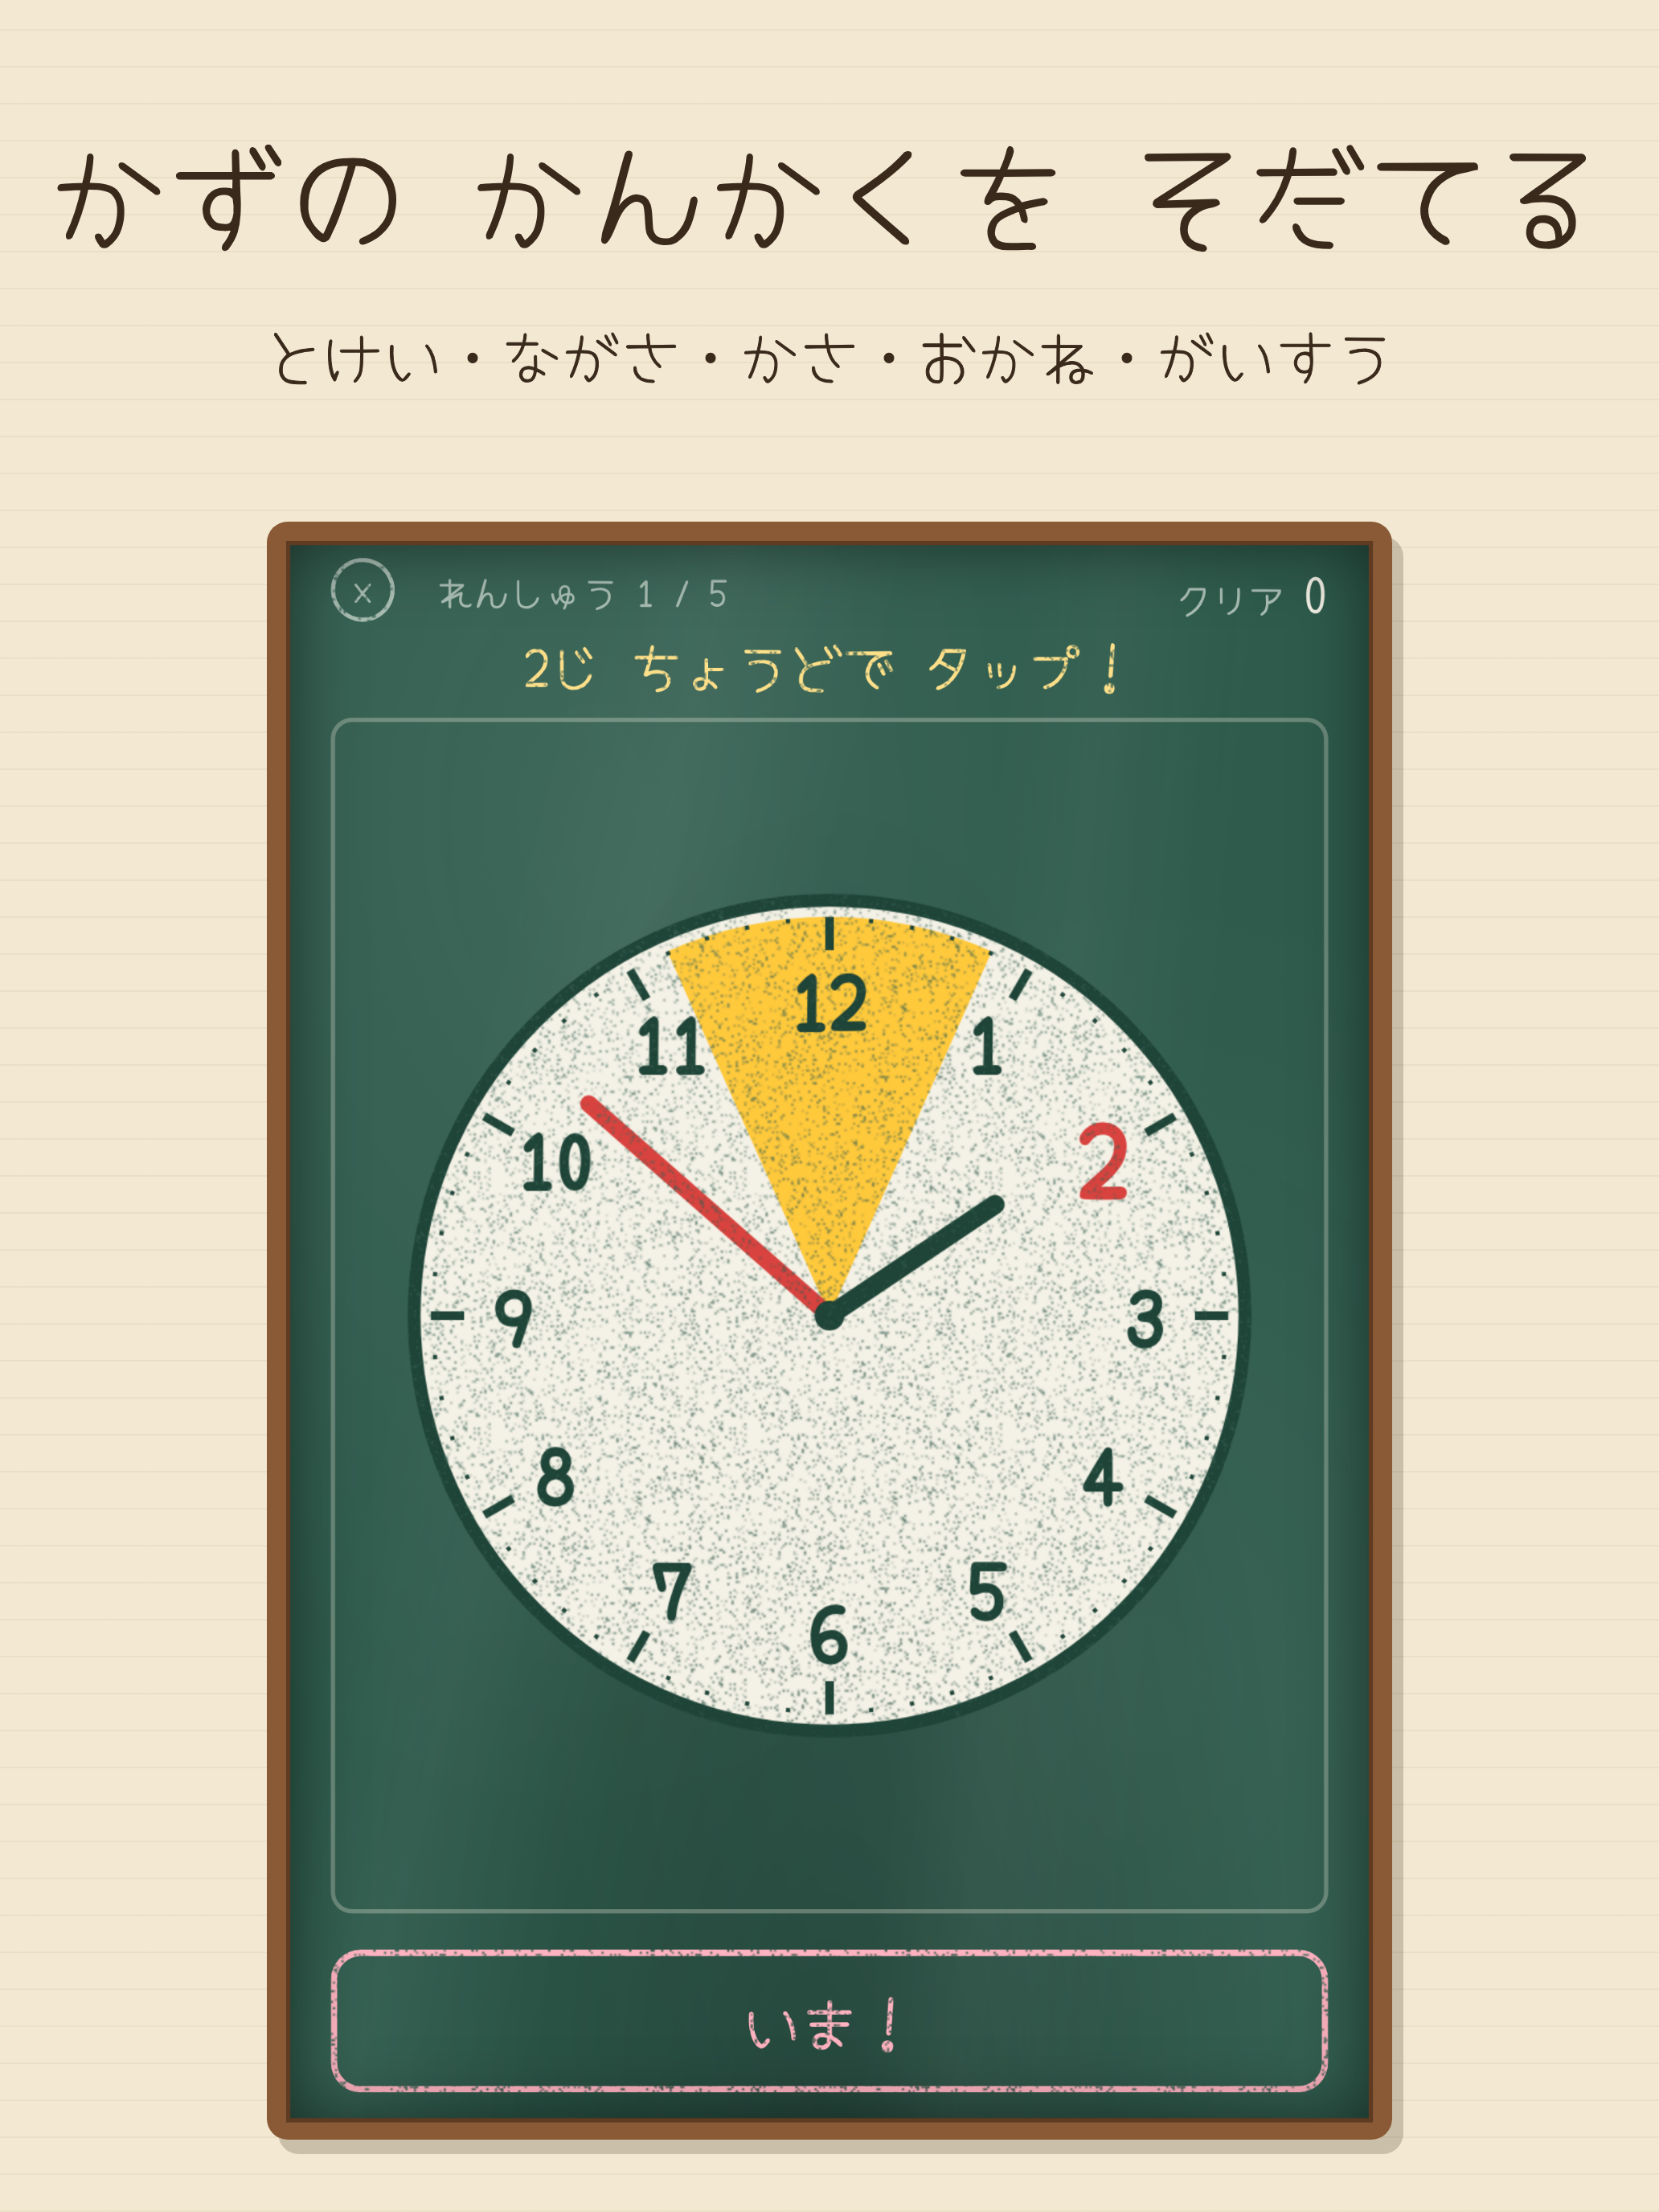 かずの かんかくを そだてる
とけい・ながさ・かさ・おかね・がいすう
x れんしゅう 1 / 5 クリア 0
2じ ちょうどで タップ！
12
11 1
10 2
9 3
8 4
7 5
6
いま！